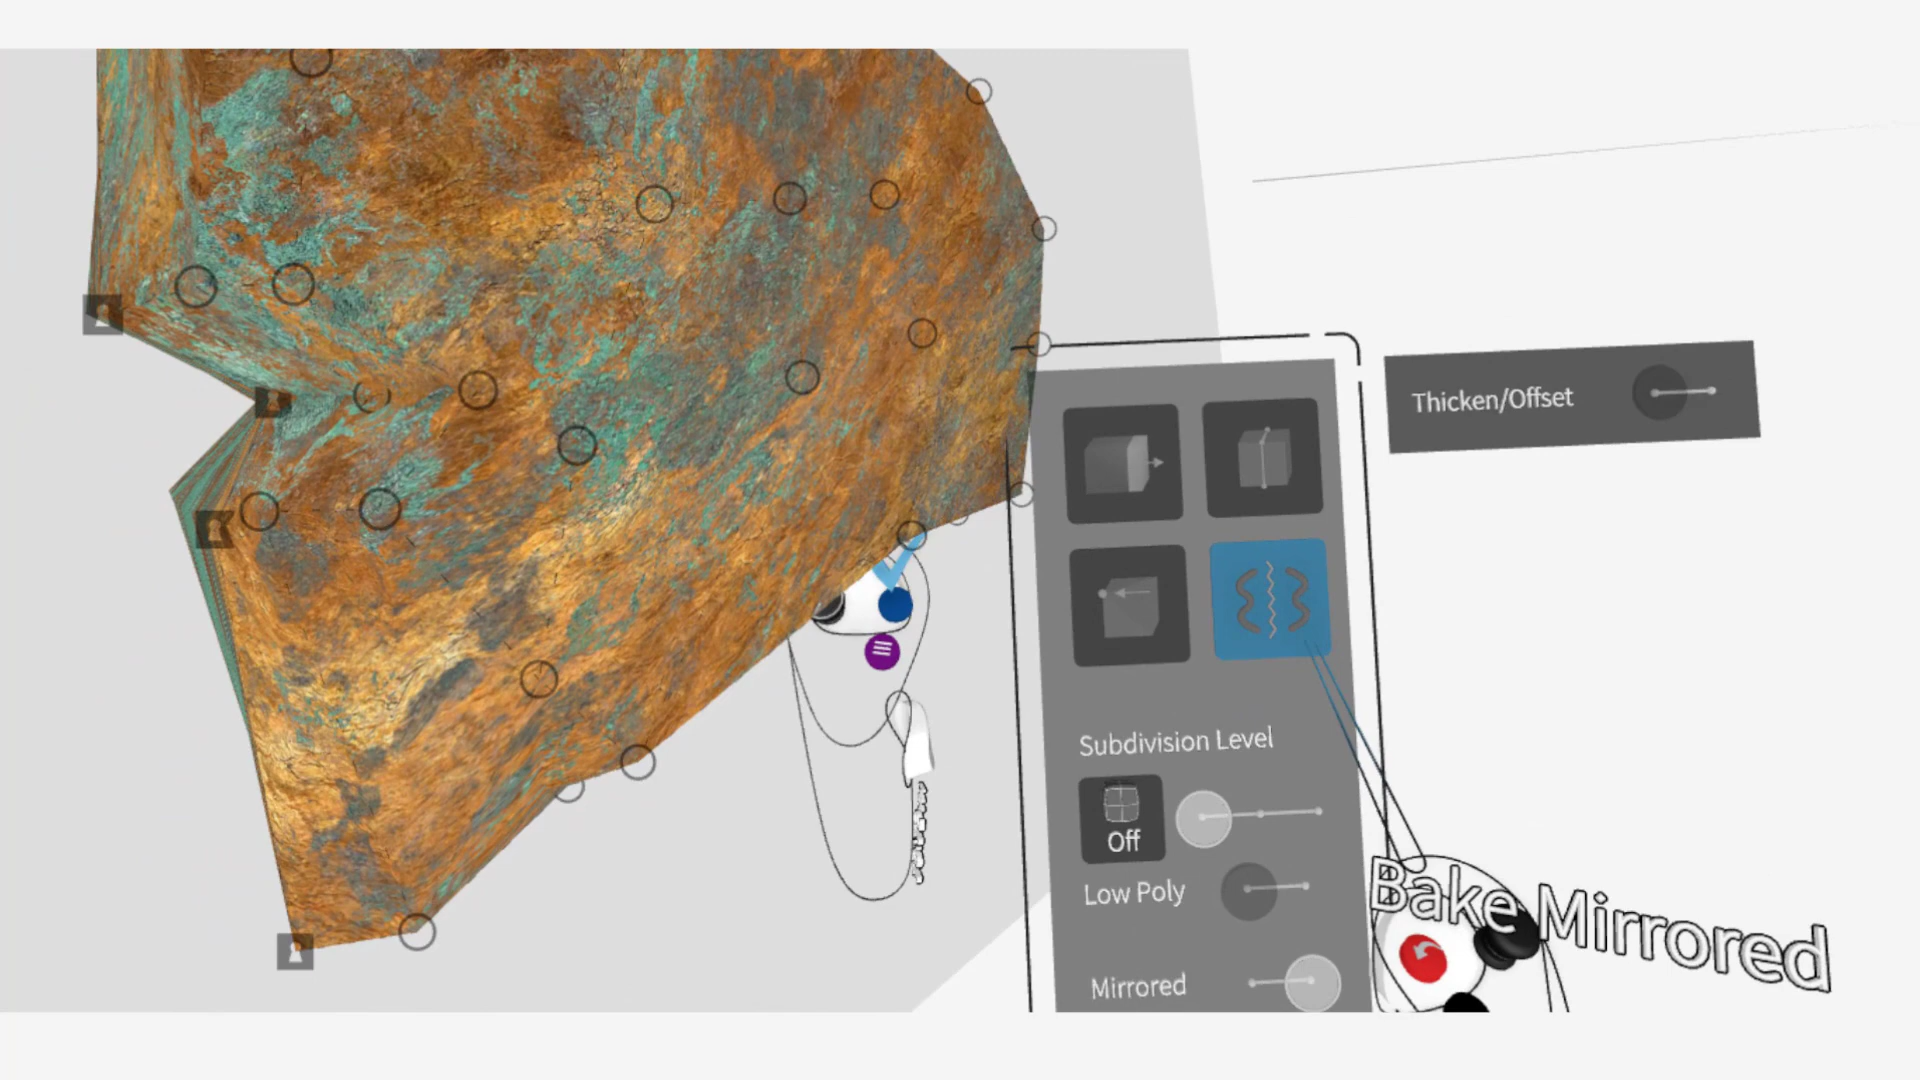 Thicken/Offset
Subdivision Level
Off
Low Poly
Bake Mirrored
Mirrored